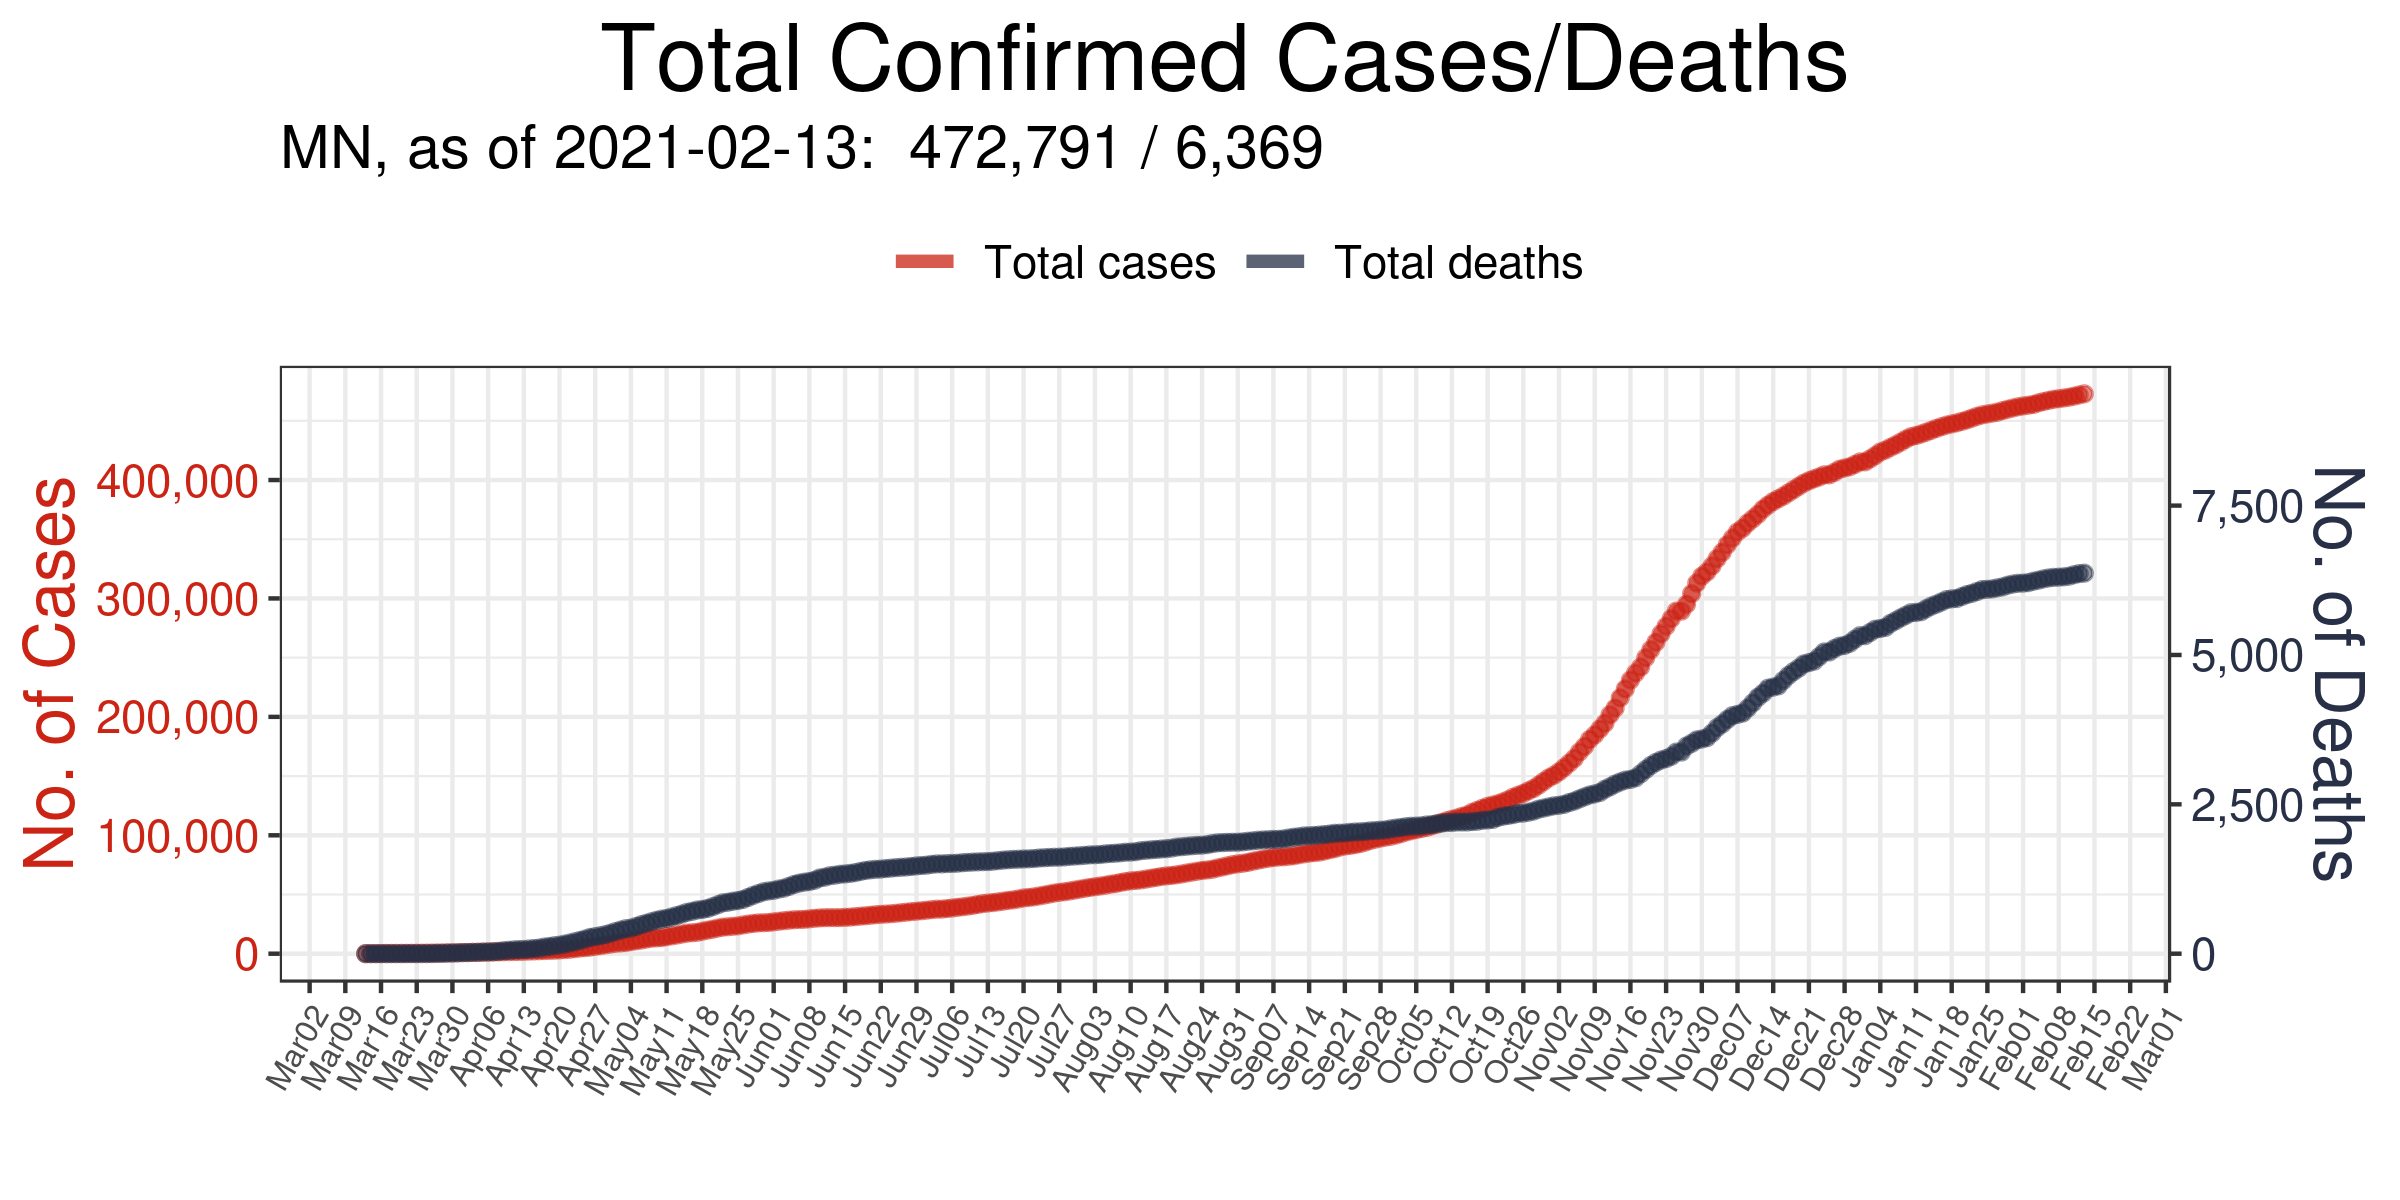 Total Confirmed Cases/Deaths
MN, as of 2021-02-13: 472,791 / 6,369
Total cases
Total deaths
No. of Cases
400,000
300,000
200,000
100,000
0
No. of Deaths
7,500
5,000
2,500
0
Mar02
Mar09
Mar16
Mar23
Mar30
Apr06
Apr13
Apr20
Apr27
May04
May11
May18
May25
Jun01
Jun08
Jun15
Jun22
Jun29
Jul06
Jul13
Jul20
Jul27
Aug03
Aug10
Aug17
Aug24
Aug31
Sep07
Sep14
Sep21
Sep28
Oct05
Oct12
Oct19
Oct26
Nov02
Nov09
Nov16
Nov23
Nov30
Dec07
Dec14
Dec21
Dec28
Jan04
Jan11
Jan18
Jan25
Feb01
Feb08
Feb15
Feb22
Mar01